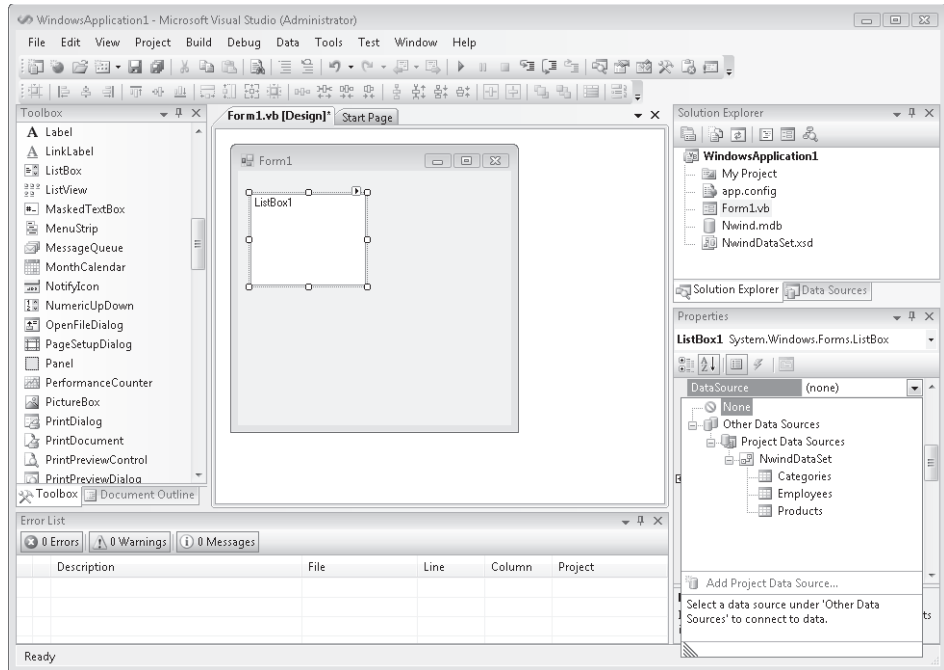 WindowsApplication1 - Microsoft Visual Studio (Administrator)
File Edit View Project Build Debug Data Tools Test Window Help
Toolbox
A Label
A LinkLabel
ListBox
ListView
MaskedTextBox
MenuStrip
MessageQueue
MonthCalendar
NotifyIcon
NumericUpDown
OpenFileDialog
PageSetupDialog
Panel
PerformanceCounter
PictureBox
PrintDialog
PrintDocument
PrintPreviewControl
PrintPreviewDialog
Toolbox Document Outline
Form1.vb [Design]* Start Page
Form1
ListBox1
Solution Explorer
WindowsApplication1
My Project
app.config
Form1.vb
Nwind.mdb
NwindDataSet.xsd
Solution Explorer Data Sources
Properties
ListBox1 System.Windows.Forms.ListBox
DataSource (none)
None
Other Data Sources
Project Data Sources
NwindDataSet
Categories
Employees
Products
Add Project Data Source...
Select a data source under 'Other Data
Sources' to connect to data.
Error List
0 Errors 0 Warnings 0 Messages
Description File Line Column Project
Ready